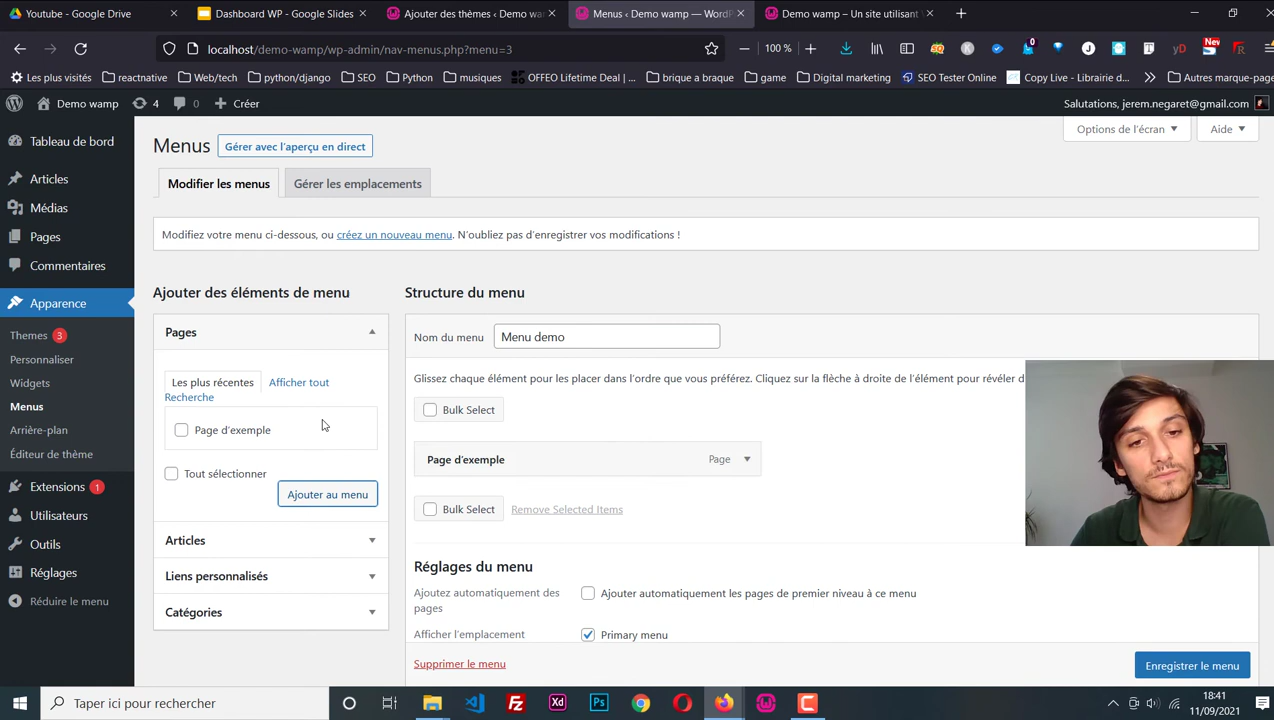 Youtube – Google Drive
Dashboard WP - Google Slides
Ajouter des thèmes ‹ Demo wam
Menus ‹ Demo wamp — WordP
Demo wamp – Un site utilisant
localhost/demo-wamp/wp-admin/nav-menus.php?menu=3
100 %
0
yD
New
Les plus visités
reactnative
Web/tech
python/django
SEO
Python
musiques
OFFEO Lifetime Deal | ...
brique a braque
game
Digital marketing
SEO Tester Online
Copy Live - Librairie d...
Autres marque-pag
Demo wamp
4
0
Créer
Salutations, jerem.negaret@gmail.com
Tableau de bord
Articles
Médias
Pages
Commentaires
Apparence
Themes 3
Personnaliser
Widgets
Menus
Arrière-plan
Éditeur de thème
Extensions 1
Utilisateurs
Outils
Réglages
Réduire le menu
Options de l'écran
Aide
Menus
Gérer avec l'aperçu en direct
Modifier les menus
Gérer les emplacements
Modifiez votre menu ci-dessous, ou créez un nouveau menu. N'oubliez pas d'enregistrer vos modifications !
Ajouter des éléments de menu
Pages
Les plus récentes
Afficher tout
Recherche
Page d'exemple
Tout sélectionner
Ajouter au menu
Articles
Liens personnalisés
Catégories
Structure du menu
Nom du menu
Menu demo
Glissez chaque élément pour les placer dans l'ordre que vous préférez. Cliquez sur la flèche à droite de l'élément pour révéler d
Bulk Select
Page d'exemple
Page
Bulk Select
Remove Selected Items
Réglages du menu
Ajoutez automatiquement des
pages
Ajouter automatiquement les pages de premier niveau à ce menu
Afficher l'emplacement
Primary menu
Supprimer le menu
Enregistrer le menu
Taper ici pour rechercher
Xd
Ps
18:41
11/09/2021